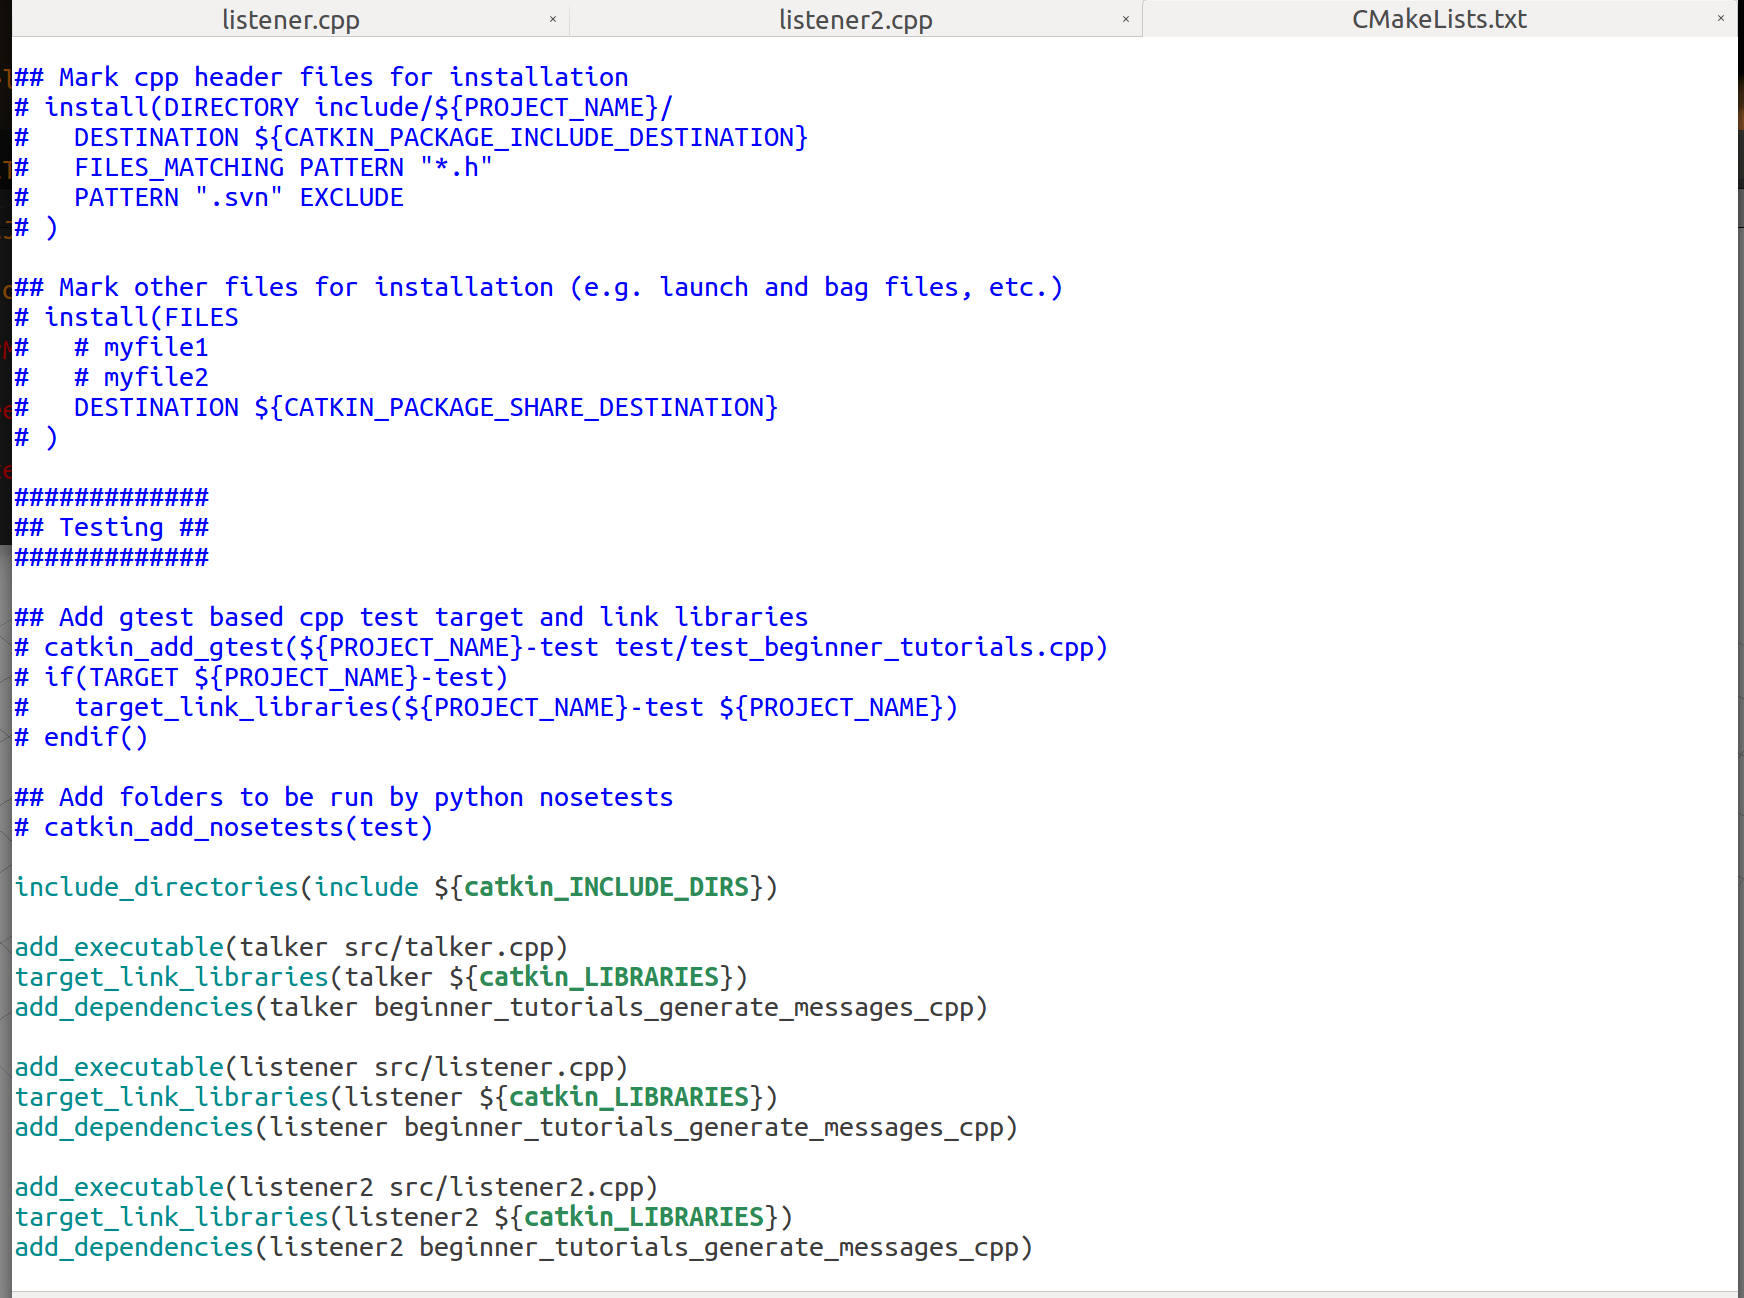 listener.cpp × listener2.cpp × CMakeLists.txt ×
## Mark cpp header files for installation
# install(DIRECTORY include/${PROJECT_NAME}/
#   DESTINATION ${CATKIN_PACKAGE_INCLUDE_DESTINATION}
#   FILES_MATCHING PATTERN "*.h"
#   PATTERN ".svn" EXCLUDE
# )
## Mark other files for installation (e.g. launch and bag files, etc.)
# install(FILES
#   # myfile1
#   # myfile2
#   DESTINATION ${CATKIN_PACKAGE_SHARE_DESTINATION}
# )
#############
## Testing ##
#############
## Add gtest based cpp test target and link libraries
# catkin_add_gtest(${PROJECT_NAME}-test test/test_beginner_tutorials.cpp)
# if(TARGET ${PROJECT_NAME}-test)
#   target_link_libraries(${PROJECT_NAME}-test ${PROJECT_NAME})
# endif()
## Add folders to be run by python nosetests
# catkin_add_nosetests(test)
include_directories(include ${catkin_INCLUDE_DIRS})
add_executable(talker src/talker.cpp)
target_link_libraries(talker ${catkin_LIBRARIES})
add_dependencies(talker beginner_tutorials_generate_messages_cpp)
add_executable(listener src/listener.cpp)
target_link_libraries(listener ${catkin_LIBRARIES})
add_dependencies(listener beginner_tutorials_generate_messages_cpp)
add_executable(listener2 src/listener2.cpp)
target_link_libraries(listener2 ${catkin_LIBRARIES})
add_dependencies(listener2 beginner_tutorials_generate_messages_cpp)